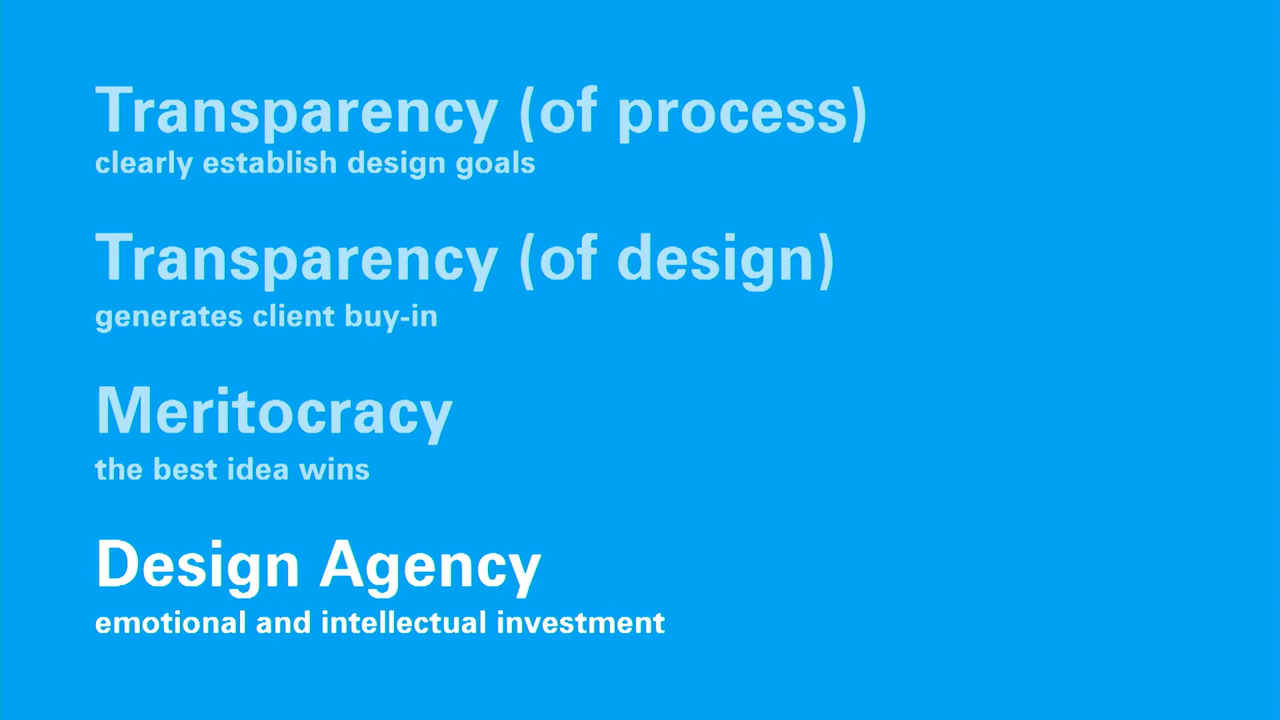 Transparency (of process)
clearly establish design goals
Transparency (of design)
generates client buy-in
Meritocracy
the best idea wins
Design Agency
emotional and intellectual investment